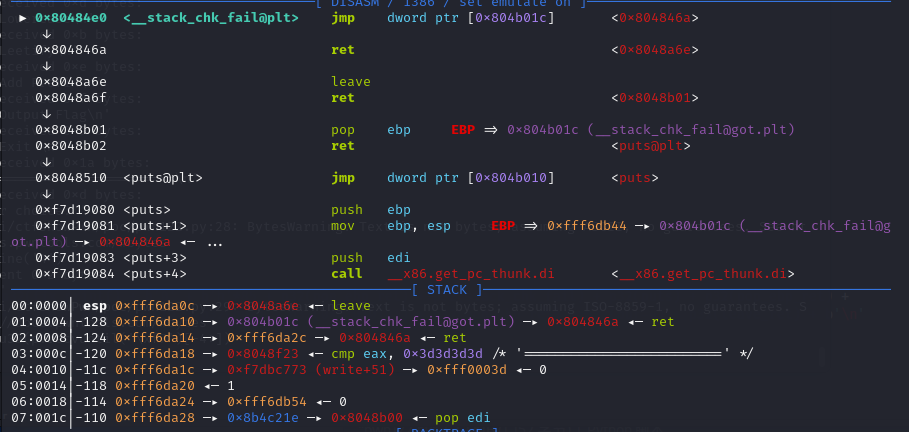 [ DISASM / i386 / set emulate on ]
► 0×80484e0 <__stack_chk_fail@plt> jmp dword ptr [0×804b01c] <0×804846a>
↓
0×804846a ret <0×8048a6e>
↓
0×8048a6e leave
0×8048a6f ret <0×8048b01>
↓
0×8048b01 pop ebp EBP ⇒ 0×804b01c (__stack_chk_fail@got.plt)
0×8048b02 ret <puts@plt>
↓
0×8048510 <puts@plt> jmp dword ptr [0×804b010] <puts>
↓
0×f7d19080 <puts> push ebp
0×f7d19081 <puts+1> mov ebp, esp EBP ⇒ 0×fff6db44 —▸ 0×804b01c (__stack_chk_fail@g
ot.plt) —▸ 0×804846a ◂— ...
0×f7d19083 <puts+3> push edi
0×f7d19084 <puts+4> call __x86.get_pc_thunk.di <__x86.get_pc_thunk.di>
[ STACK ]
00:0000│ esp 0×fff6da0c —▸ 0×8048a6e ◂— leave
01:0004│-128 0×fff6da10 —▸ 0×804b01c (__stack_chk_fail@got.plt) —▸ 0×804846a ◂— ret
02:0008│-124 0×fff6da14 —▸ 0×fff6da2c —▸ 0×804846a ◂— ret
03:000c│-120 0×fff6da18 —▸ 0×8048f23 ◂— cmp eax, 0×3d3d3d3d /* '=========================' */
04:0010│-11c 0×fff6da1c —▸ 0×f7dbc773 (write+51) —▸ 0×fff0003d ◂— 0
05:0014│-118 0×fff6da20 ◂— 1
06:0018│-114 0×fff6da24 —▸ 0×fff6db54 ◂— 0
07:001c│-110 0×fff6da28 —▸ 0×8b4c21e —▸ 0×8048b00 ◂— pop edi
[ BACKTRACE ]